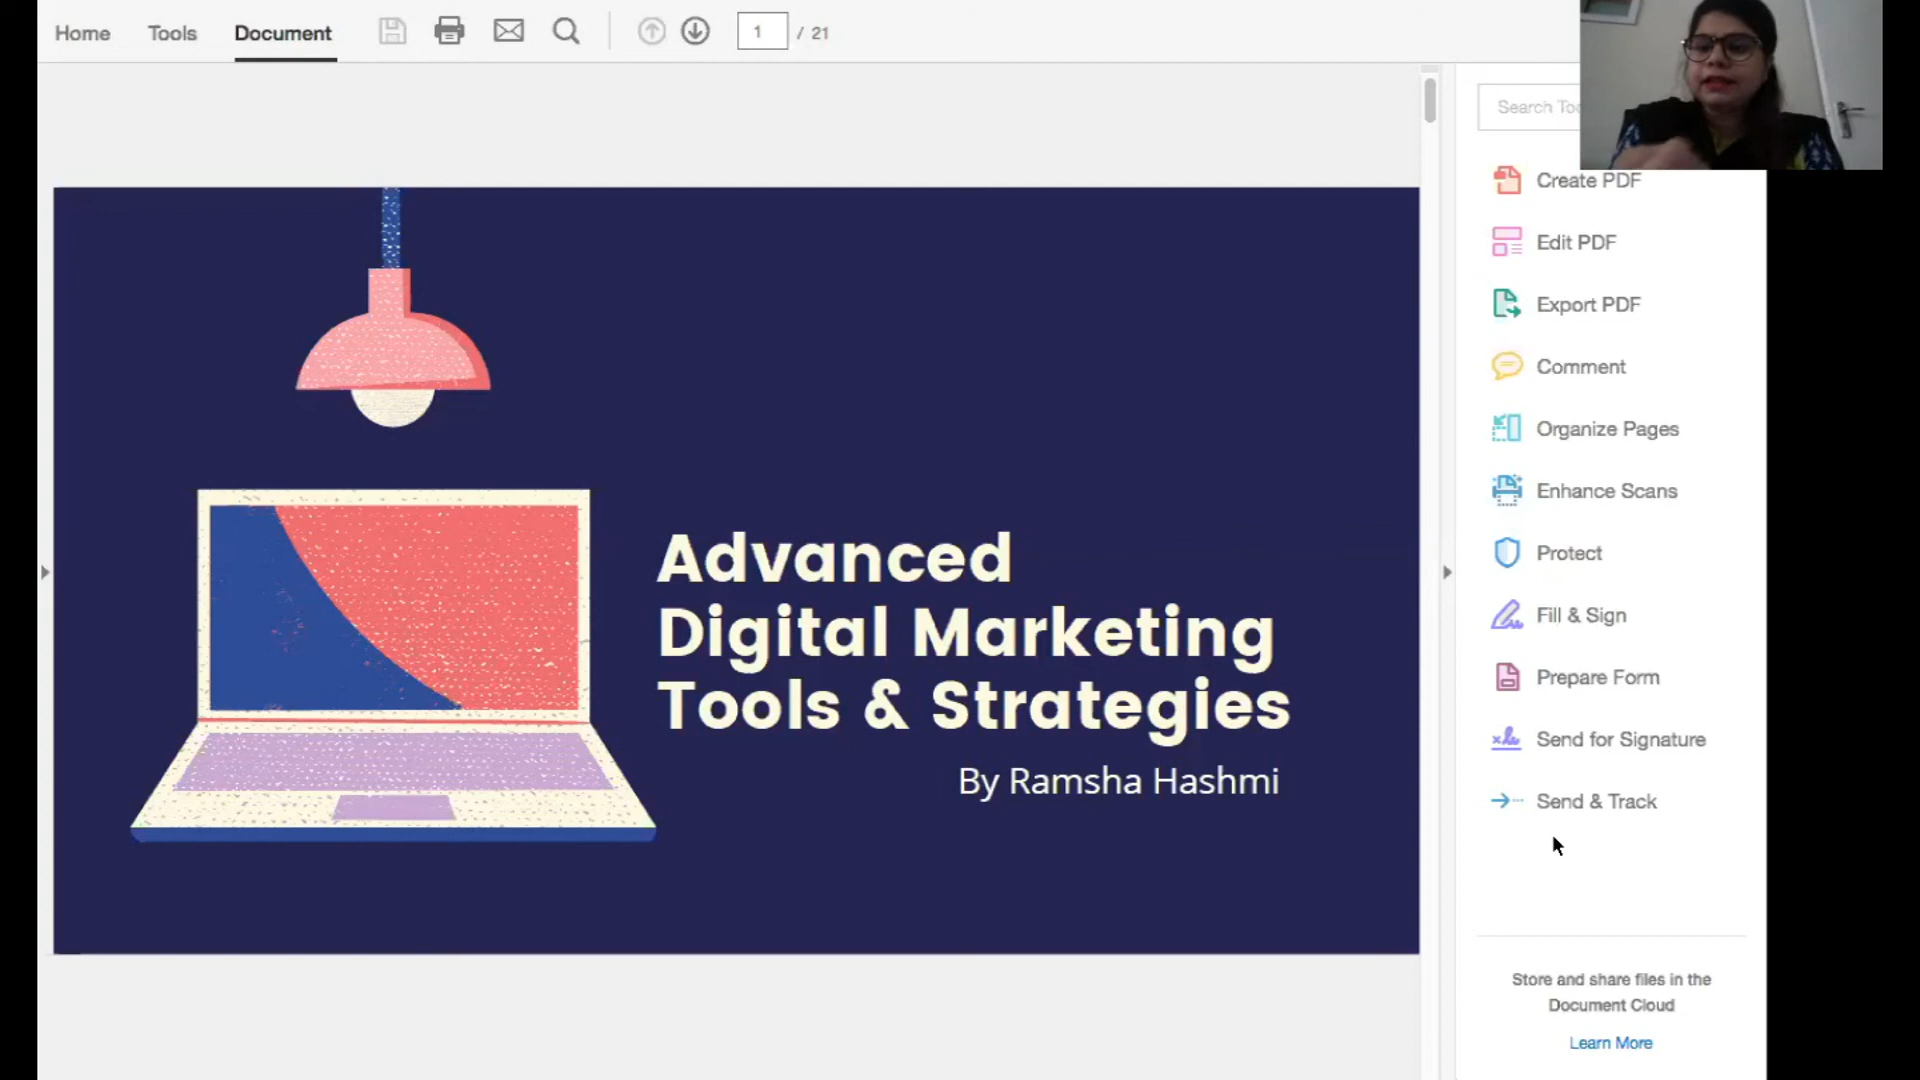 Home Tools Document 1 / 21
Search Too
Create PDF
Edit PDF
Export PDF
Comment
Organize Pages
Enhance Scans
Protect
Fill & Sign
Prepare Form
Send for Signature
Send & Track
Store and share files in the
Document Cloud
Learn More
Advanced
Digital Marketing
Tools & Strategies
By Ramsha Hashmi